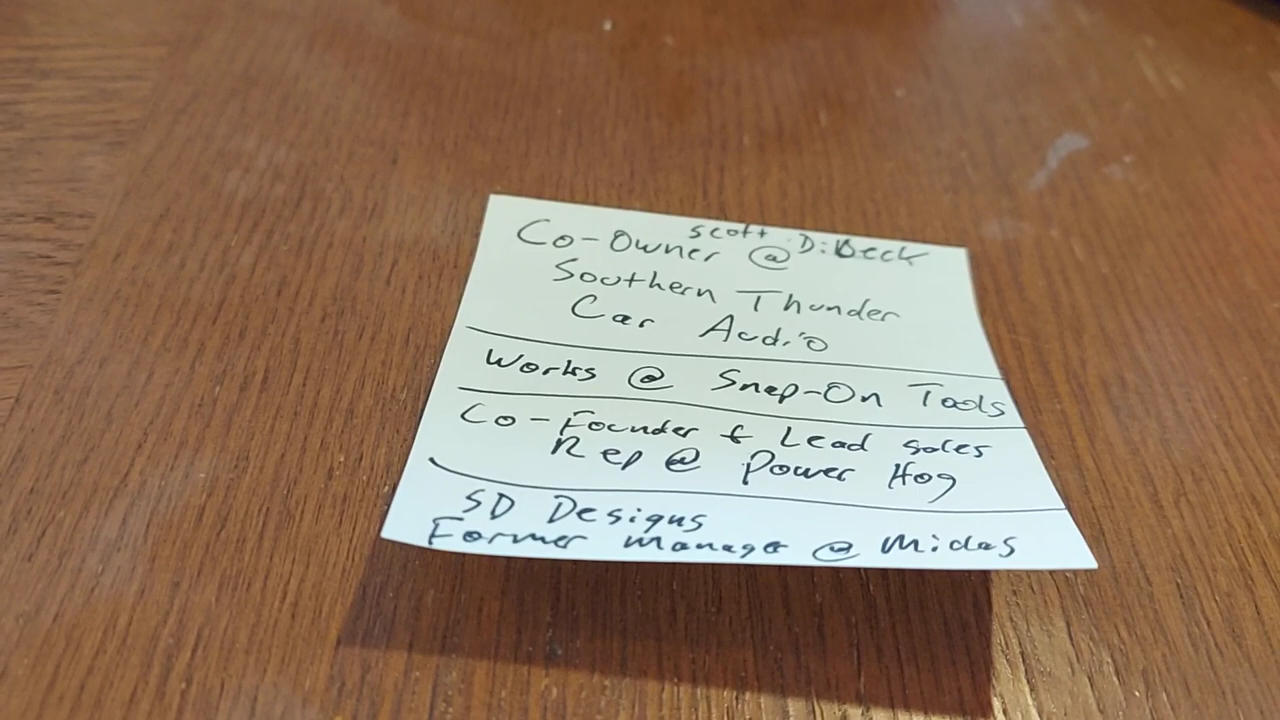 Scott Dibeck
Co-Owner @
Southern Thunder
Car Audio
Works @ Snap-On Tools
Co-Founder & Lead Sales
Rep @ Power Hog
SD Designs
Former Manager @ Midas